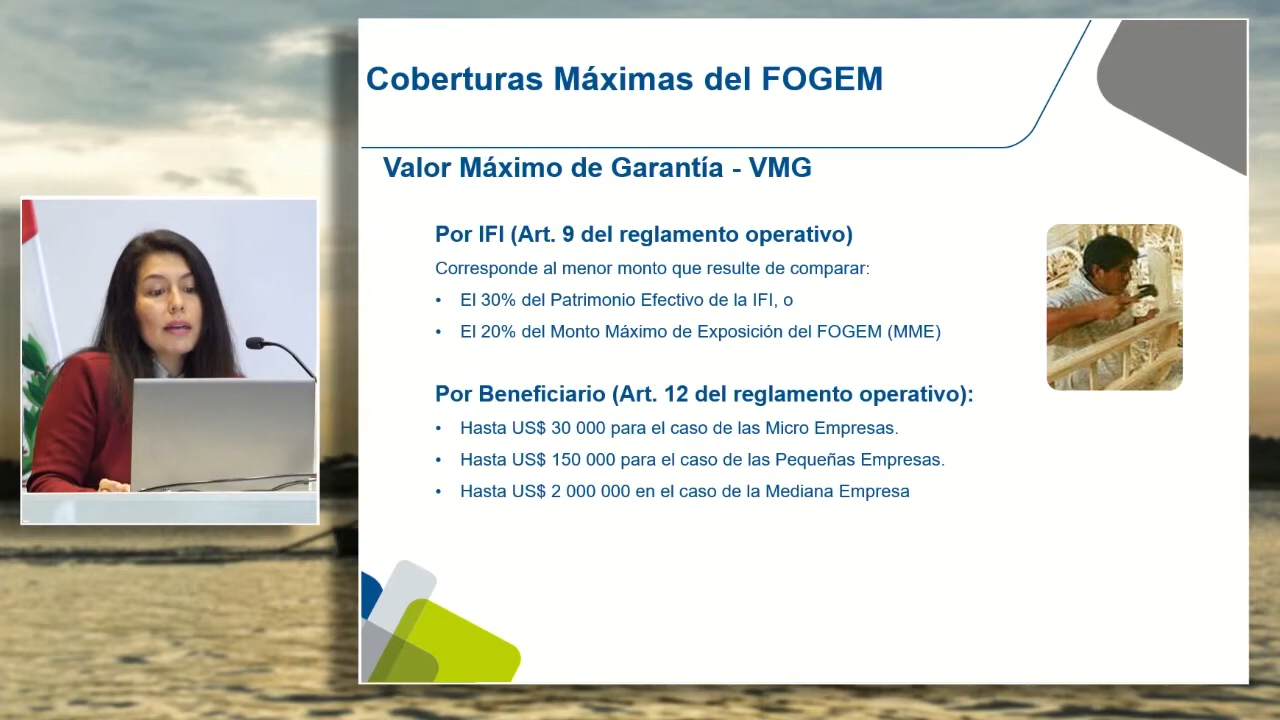 Coberturas Máximas del FOGEM
Valor Máximo de Garantía - VMG
Por IFI (Art. 9 del reglamento operativo)
Corresponde al menor monto que resulte de comparar:
• El 30% del Patrimonio Efectivo de la IFI, o
• El 20% del Monto Máximo de Exposición del FOGEM (MME)
Por Beneficiario (Art. 12 del reglamento operativo):
• Hasta US$ 30 000 para el caso de las Micro Empresas.
• Hasta US$ 150 000 para el caso de las Pequeñas Empresas.
• Hasta US$ 2 000 000 en el caso de la Mediana Empresa